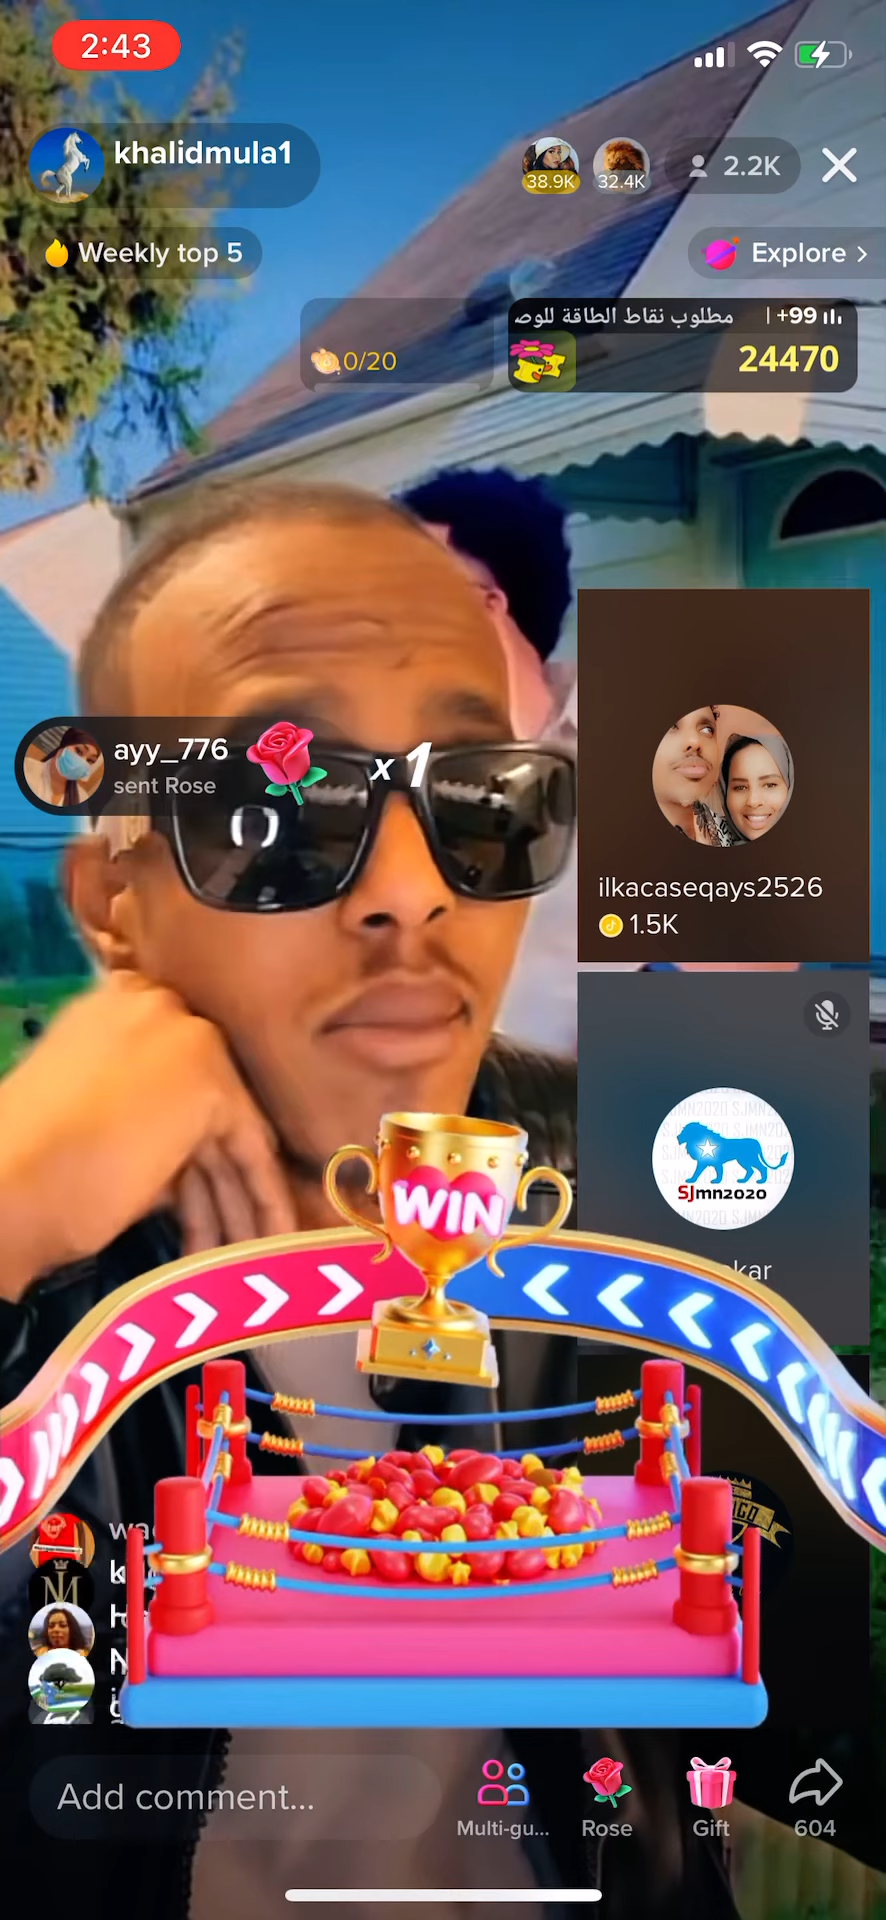 2:43
khalidmula1
38.9K
32.4K
2.2K
Weekly top 5
Explore >
0/20
مطلوب نقاط الطاقة للوص
+99
24470
ayy_776
sent Rose
x1
ilkacaseqays2526
1.5K
SJmn2020
WIN
Add comment...
Multi-gu...
Rose
Gift
604